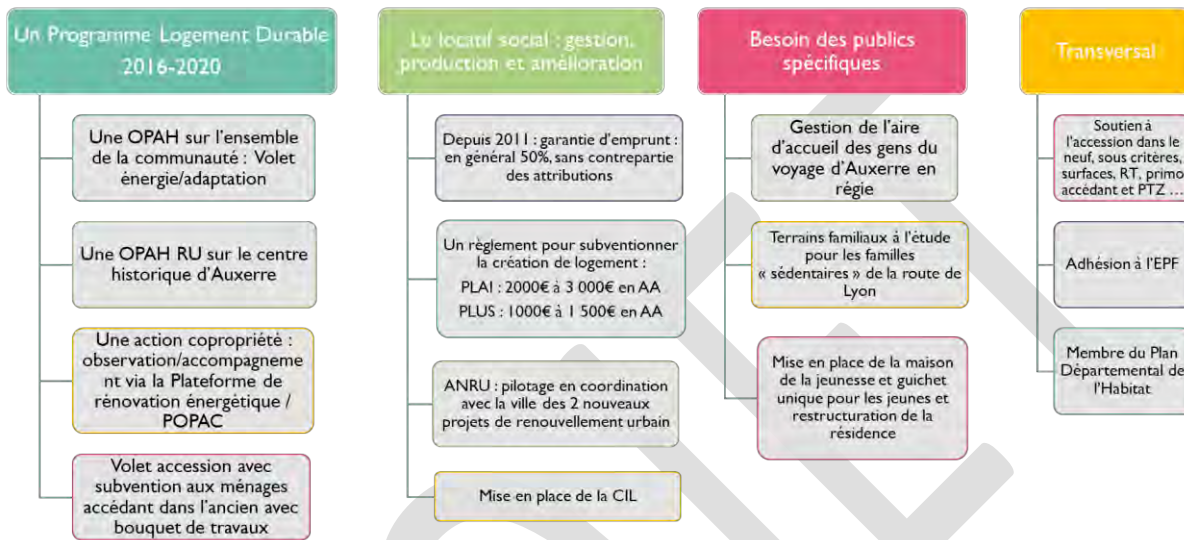 Un Programme Logement Durable
2016-2020
Une OPAH sur l'ensemble
de la communauté : Volet
énergie/adaptation
Une OPAH RU sur le centre
historique d'Auxerre
Une action copropriété :
observation/accompagneme
nt via la Plateforme de
rénovation énergétique /
POPAC
Volet accession avec
subvention aux ménages
accédant dans l'ancien avec
bouquet de travaux
Le locatif social : gestion,
production et amélioration
Depuis 2011 : garantie d'emprunt :
en général 50%, sans contrepartie
des attributions
Un règlement pour subventionner
la création de logement :
PLAI : 2000€ à 3 000€ en AA
PLUS : 1000€ à 1 500€ en AA
ANRU : pilotage en coordination
avec la ville des 2 nouveaux
projets de renouvellement urbain
Mise en place de la CIL
Besoin des publics
spécifiques
Gestion de l'aire
d'accueil des gens du
voyage d'Auxerre en
régie
Terrains familiaux à l'étude
pour les familles
« sédentaires » de la route de
Lyon
Mise en place de la maison
de la jeunesse et guichet
unique pour les jeunes et
restructuration de la
résidence
Transversal
Soutien à
l'accession dans le
neuf, sous critères,
surfaces, RT, primo
accédant et PTZ ...
Adhésion à l'EPF
Membre du Plan
Départemental de
l'Habitat